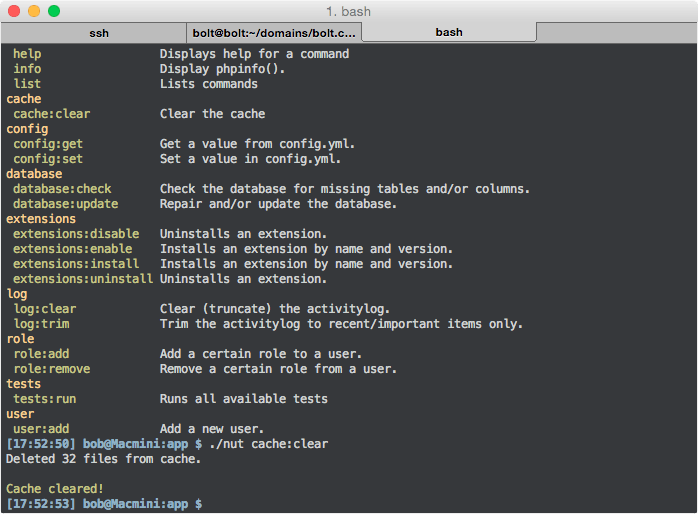 1. bash
ssh bolt@bolt:~/domains/bolt.c... bash
help Displays help for a command
info Display phpinfo().
list Lists commands
cache
cache:clear Clear the cache
config
config:get Get a value from config.yml.
config:set Set a value in config.yml.
database
database:check Check the database for missing tables and/or columns.
database:update Repair and/or update the database.
extensions
extensions:disable Uninstalls an extension.
extensions:enable Installs an extension by name and version.
extensions:install Installs an extension by name and version.
extensions:uninstall Uninstalls an extension.
log
log:clear Clear (truncate) the activitylog.
log:trim Trim the activitylog to recent/important items only.
role
role:add Add a certain role to a user.
role:remove Remove a certain role from a user.
tests
tests:run Runs all available tests
user
user:add Add a new user.
[17:52:50] bob@Macmini:app $ ./nut cache:clear
Deleted 32 files from cache.
Cache cleared!
[17:52:53] bob@Macmini:app $